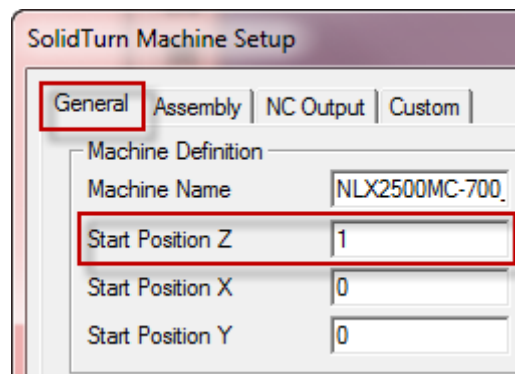 SolidTurn Machine Setup
General Assembly NC Output Custom
Machine Definition
Machine Name NLX2500MC-700_
Start Position Z 1
Start Position X 0
Start Position Y 0